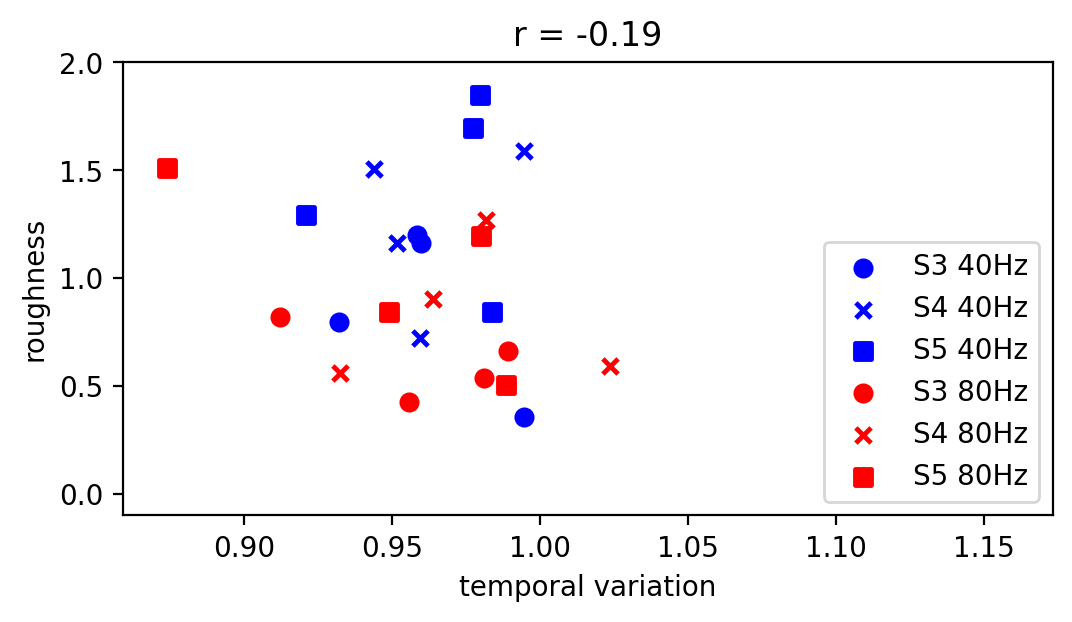 r = -0.19
roughness
2.0
1.5
1.0
0.5
0.0
S3 40Hz
S4 40Hz
S5 40Hz
S3 80Hz
S4 80Hz
S5 80Hz
0.90 0.95 1.00 1.05 1.10 1.15
temporal variation